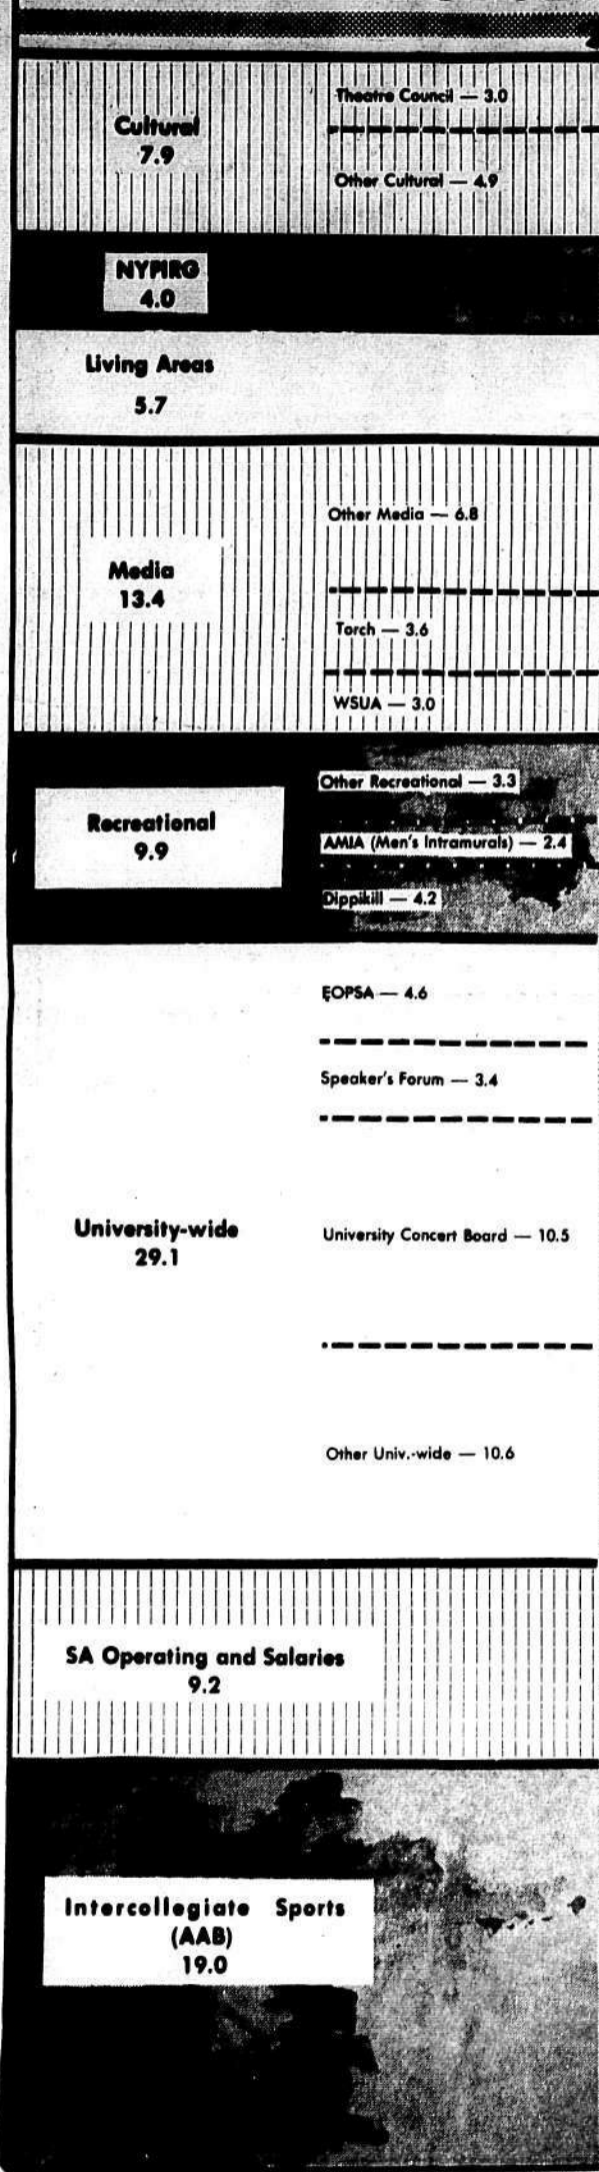 Cultural
7.9
Theatre Council — 3.0
Other Cultural — 4.9
NYPIRG
4.0
Living Areas
5.7
Media
13.4
Other Media — 6.8
Torch — 3.6
WSUA — 3.0
Recreational
9.9
Other Recreational — 3.3
AMIA (Men's Intramurals) — 2.4
Dippikill — 4.2
University-wide
29.1
EOPSA — 4.6
Speaker's Forum — 3.4
University Concert Board — 10.5
Other Univ.-wide — 10.6
SA Operating and Salaries
9.2
Intercollegiate Sports
(AAB)
19.0